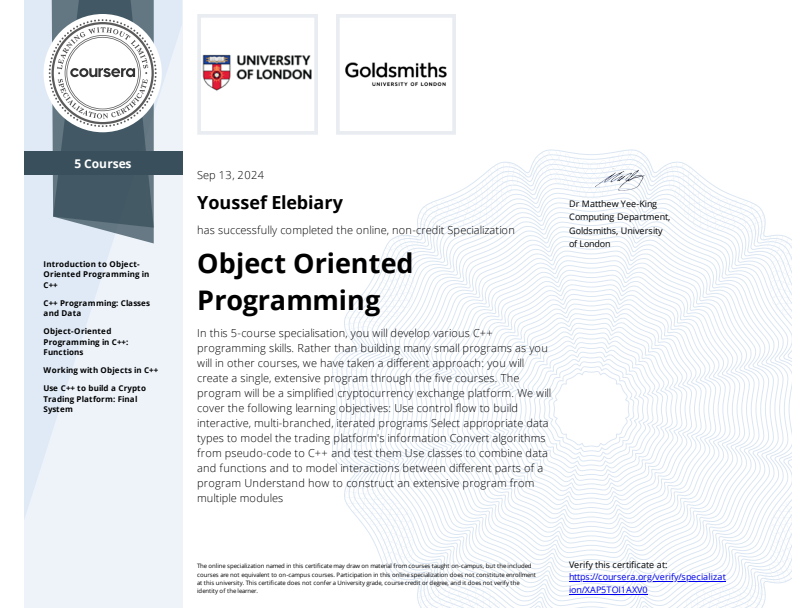 LEARNING WITHOUT LIMITS
coursera
SPECIALIZATION CERTIFICATE
UNIVERSITY
OF LONDON
Goldsmiths
UNIVERSITY OF LONDON
5 Courses
Introduction to Object-
Oriented Programming in
C++
C++ Programming: Classes
and Data
Object-Oriented
Programming in C++:
Functions
Working with Objects in C++
Use C++ to build a Crypto
Trading Platform: Final
System
Sep 13, 2024
Youssef Elebiary
has successfully completed the online, non-credit Specialization
Object Oriented
Programming
In this 5-course specialisation, you will develop various C++
programming skills. Rather than building many small programs as you
will in other courses, we have taken a different approach: you will
create a single, extensive program through the five courses. The
program will be a simplified cryptocurrency exchange platform. We will
cover the following learning objectives: Use control flow to build
interactive, multi-branched, iterated programs Select appropriate data
types to model the trading platform's information Convert algorithms
from pseudo-code to C++ and test them Use classes to combine data
and functions and to model interactions between different parts of a
program Understand how to construct an extensive program from
multiple modules
Dr Matthew Yee-King
Computing Department,
Goldsmiths, University
of London
The online specialization named in this certificate may draw on material from courses taught on-campus, but the included
courses are not equivalent to on-campus courses. Participation in this online specialization does not constitute enrollment
at this university. This certificate does not confer a University grade, course credit or degree, and it does not verify the
identity of the learner.
Verify this certificate at:
https://coursera.org/verify/specializat
ion/XAP5TOI1AXV0